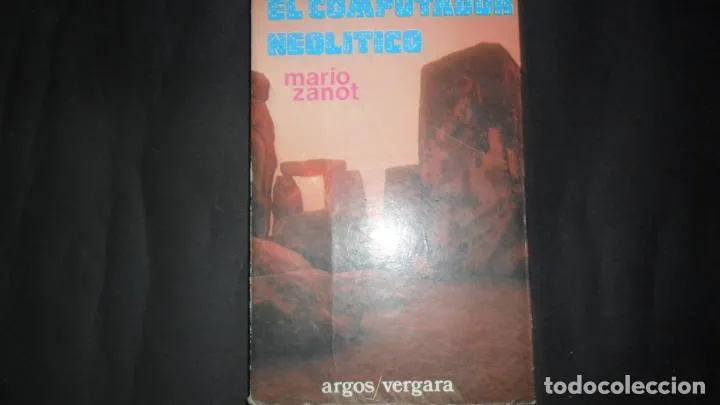 EL COMPUTADOR
NEOLITICO
mario
zanot
argos/vergara
todocoleccion